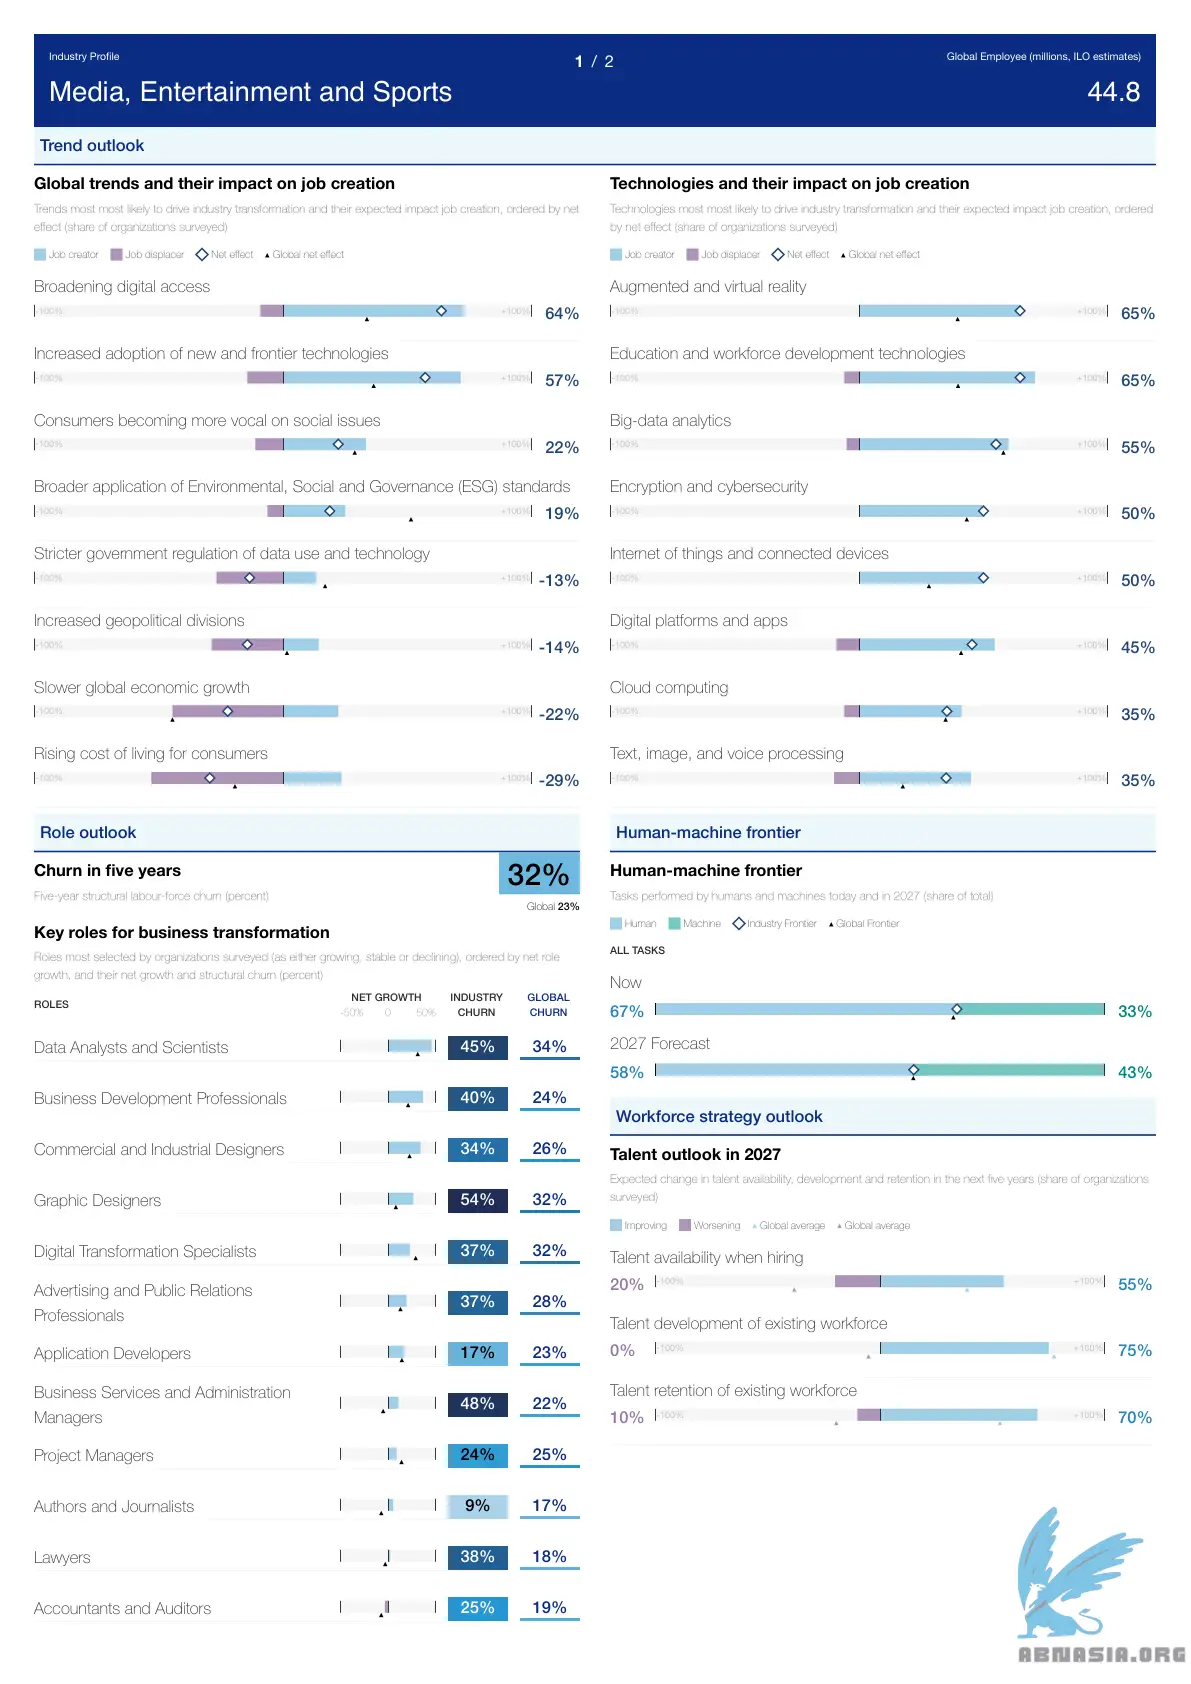 Industry Profile
1 / 2
Global Employee (millions, ILO estimates)
Media, Entertainment and Sports
44.8
Trend outlook
Global trends and their impact on job creation
Trends most most likely to drive industry transformation and their expected impact job creation, ordered by net
effect (share of organizations surveyed)
Job creator Job displacer Net effect Global net effect
Broadening digital access
-100% +100% 64%
Increased adoption of new and frontier technologies
-100% +100% 57%
Consumers becoming more vocal on social issues
-100% +100% 22%
Broader application of Environmental, Social and Governance (ESG) standards
-100% +100% 19%
Stricter government regulation of data use and technology
-100% +100% -13%
Increased geopolitical divisions
-100% +100% -14%
Slower global economic growth
-100% +100% -22%
Rising cost of living for consumers
-100% +100% -29%
Technologies and their impact on job creation
Technologies most most likely to drive industry transformation and their expected impact job creation, ordered
by net effect (share of organizations surveyed)
Job creator Job displacer Net effect Global net effect
Augmented and virtual reality
-100% +100% 65%
Education and workforce development technologies
-100% +100% 65%
Big-data analytics
-100% +100% 55%
Encryption and cybersecurity
-100% +100% 50%
Internet of things and connected devices
-100% +100% 50%
Digital platforms and apps
-100% +100% 45%
Cloud computing
-100% +100% 35%
Text, image, and voice processing
-100% +100% 35%
Role outlook
Churn in five years
32%
Five-year structural labour-force churn (percent)
Global 23%
Key roles for business transformation
Roles most selected by organizations surveyed (as either growing, stable or declining), ordered by net role
growth, and their net growth and structural churn (percent)
ROLES NET GROWTH INDUSTRY CHURN GLOBAL CHURN
-50% 0 50%
Data Analysts and Scientists 45% 34%
Business Development Professionals 40% 24%
Commercial and Industrial Designers 34% 26%
Graphic Designers 54% 32%
Digital Transformation Specialists 37% 32%
Advertising and Public Relations
Professionals 37% 28%
Application Developers 17% 23%
Business Services and Administration
Managers 48% 22%
Project Managers 24% 25%
Authors and Journalists 9% 17%
Lawyers 38% 18%
Accountants and Auditors 25% 19%
Human-machine frontier
Human-machine frontier
Tasks performed by humans and machines today and in 2027 (share of total)
Human Machine Industry Frontier Global Frontier
ALL TASKS
Now
67% 33%
2027 Forecast
58% 43%
Workforce strategy outlook
Talent outlook in 2027
Expected change in talent availability, development and retention in the next five years (share of organizations
surveyed)
Improving Worsening Global average Global average
Talent availability when hiring
20% -100% +100% 55%
Talent development of existing workforce
0% -100% +100% 75%
Talent retention of existing workforce
10% -100% +100% 70%
ABNASIA.ORG